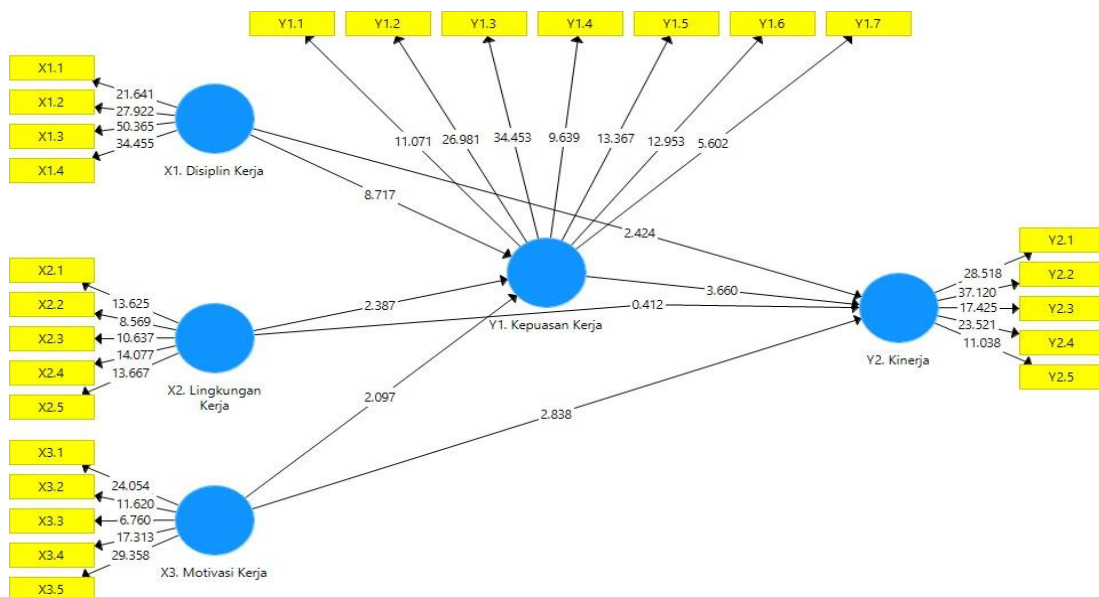 Y1.1
Y1.2
Y1.3
Y1.4
Y1.5
Y1.6
Y1.7
X1.1
X1.2
X1.3
X1.4
21.641
27.922
50.365
34.455
X1. Disiplin Kerja
11.071
26.981
34.453
9.639
13.367
12.953
5.602
8.717
2.424
X2.1
X2.2
X2.3
X2.4
X2.5
13.625
8.569
10.637
14.077
13.667
X2. Lingkungan
Kerja
2.387
0.412
3.660
Y1. Kepuasan Kerja
Y2. Kinerja
28.518
37.120
17.425
23.521
11.038
Y2.1
Y2.2
Y2.3
Y2.4
Y2.5
2.097
2.838
X3.1
X3.2
X3.3
X3.4
X3.5
24.054
11.620
6.760
17.313
29.358
X3. Motivasi Kerja